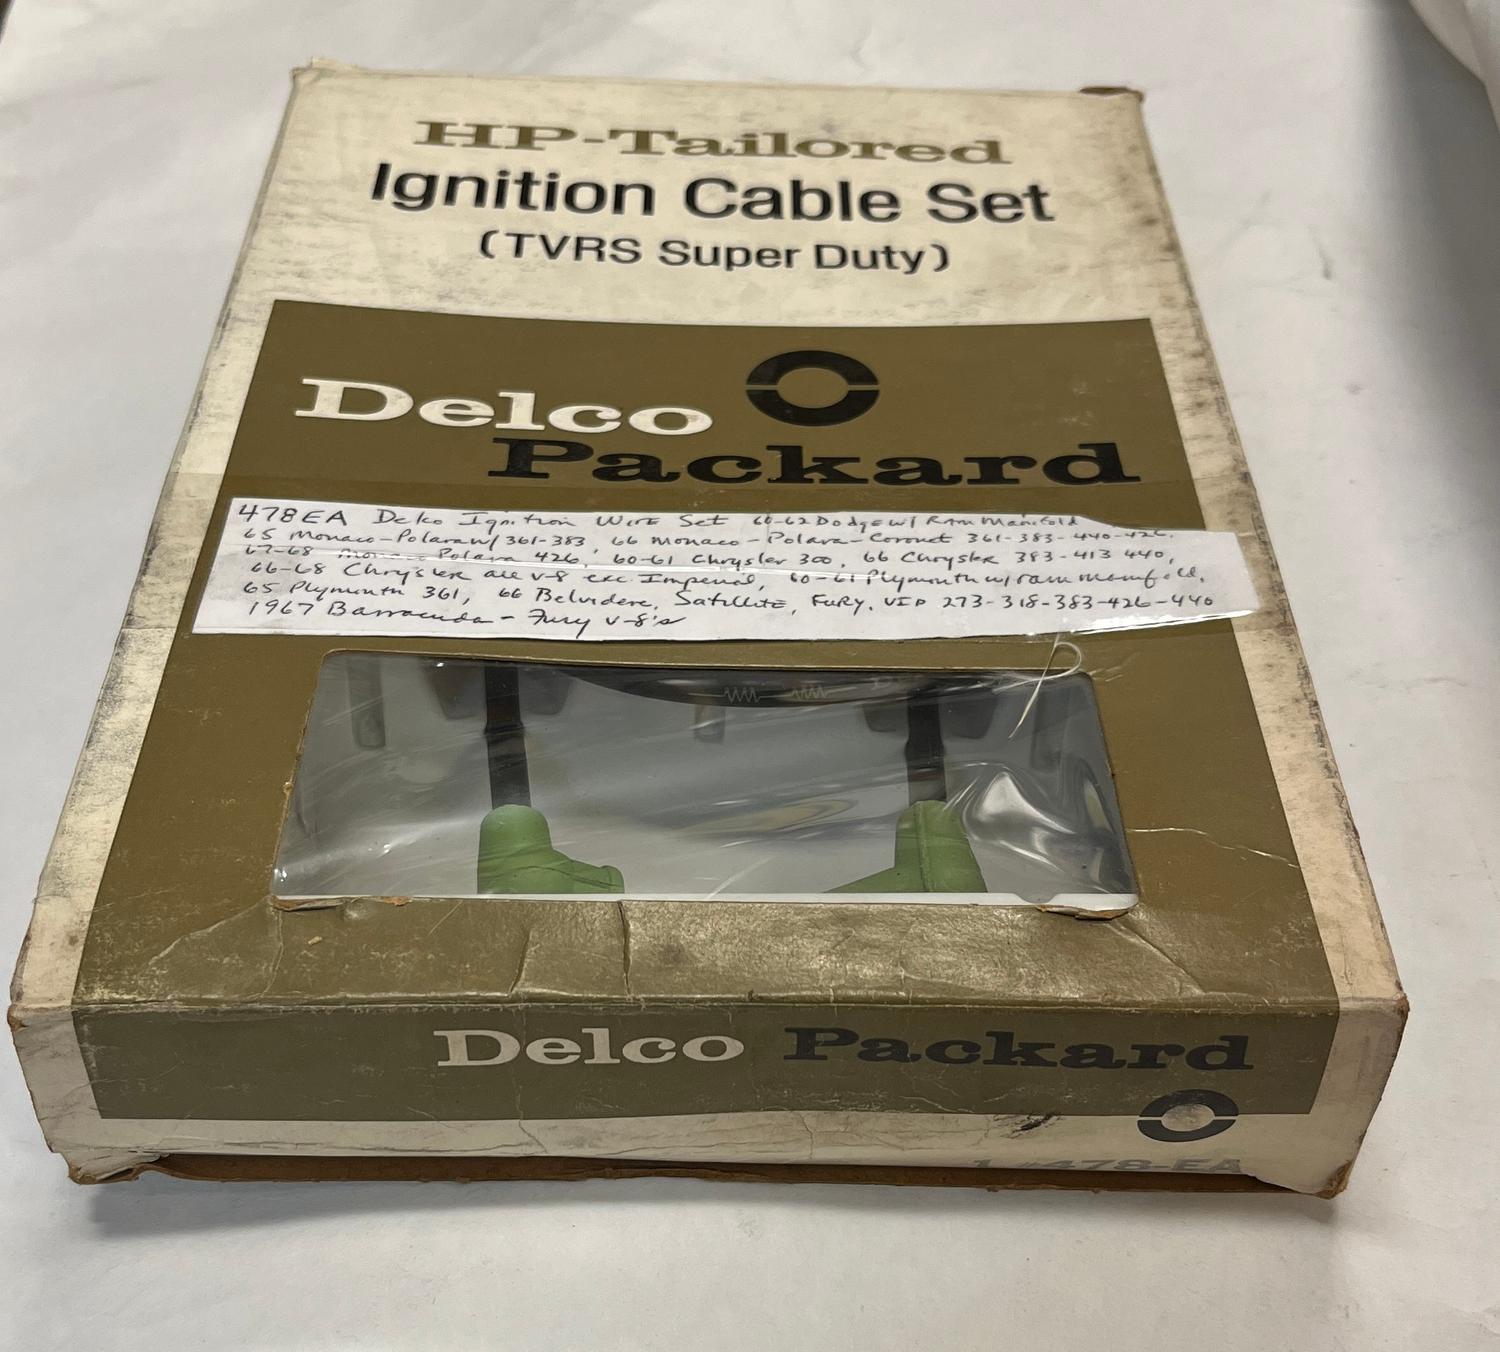 HP-Tailored
Ignition Cable Set
(TVRS Super Duty)
Delco
Packard
478EA Delco Ignition Wire Set 60-62 Dodge w/ Ram Manifold
65 Monaco-Polara w/ 361-383, 66 Monaco-Polara-Coronet 361-383-440-426.
67-68 Monaco Polara 426, 60-61 Chrysler 300, 66 Chrysler 383-413 440,
66-68 Chrysler all V-8 exc. Imperial, 60-61 Plymouth w/ ram manifold.
65 Plymouth 361, 66 Belvidere, Satillite, Fury, VIP 273-318-383-426-440
1967 Barracuda - Fury V-8's
Delco Packard
478-EA